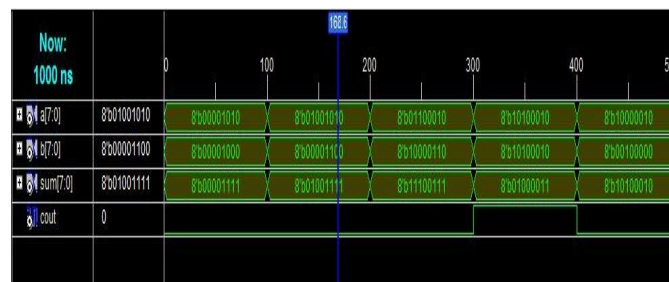 168.6
Now:
1000 ns
0 100 200 300 400
a[7:0] 8'b01001010 8'b00001010 8'b01001010 8'b01100010 8'b10100010 8'b10000010
b[7:0] 8'b00001100 8'b00001000 8'b00001100 8'b10000110 8'b10100010 8'b00100000
sum[7:0] 8'b01001111 8'b00001111 8'b01001111 8'b11100111 8'b01000011 8'b10100010
cout 0